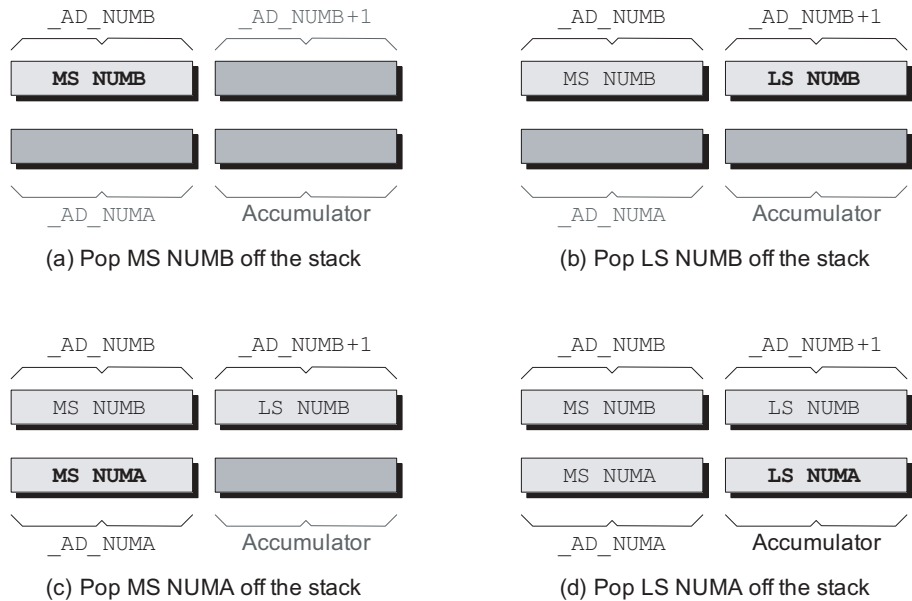 _AD_NUMB _AD_NUMB+1
MS NUMB
_AD_NUMA Accumulator
(a) Pop MS NUMB off the stack
_AD_NUMB _AD_NUMB+1
MS NUMB LS NUMB
_AD_NUMA Accumulator
(b) Pop LS NUMB off the stack
_AD_NUMB _AD_NUMB+1
MS NUMB LS NUMB
MS NUMA
_AD_NUMA Accumulator
(c) Pop MS NUMA off the stack
_AD_NUMB _AD_NUMB+1
MS NUMB LS NUMB
MS NUMA LS NUMA
_AD_NUMA Accumulator
(d) Pop LS NUMA off the stack